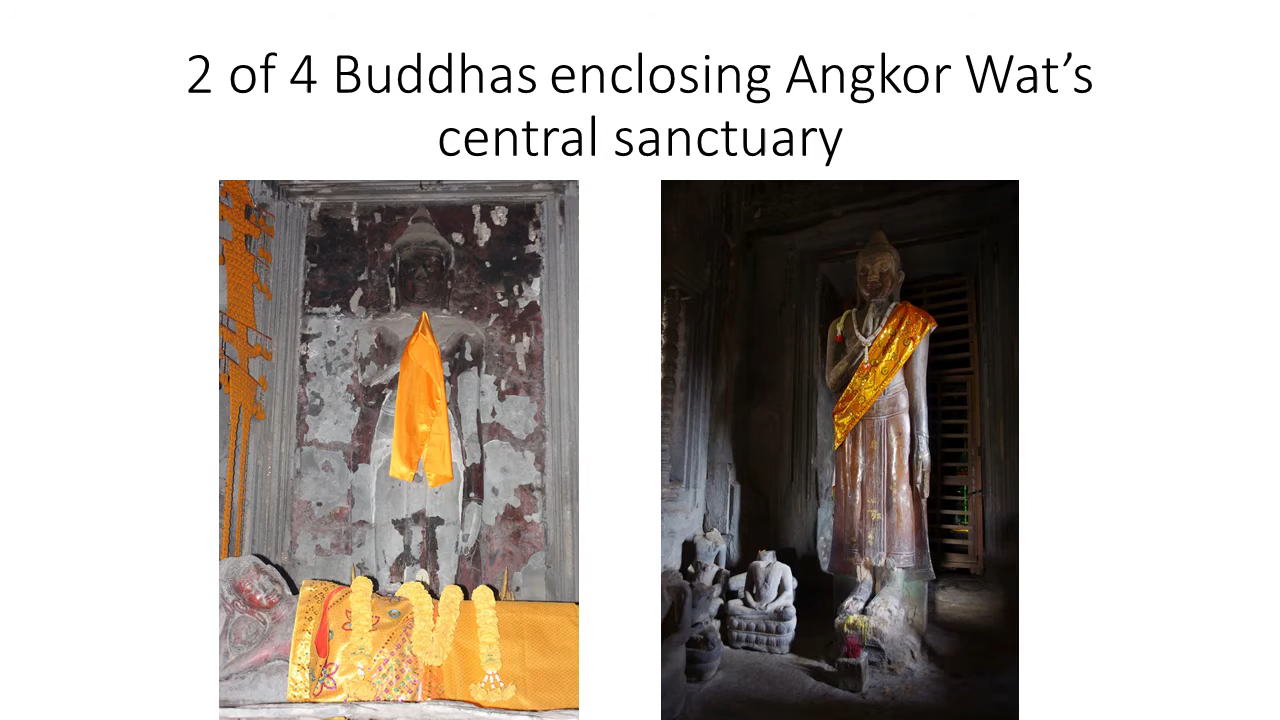 2 of 4 Buddhas enclosing Angkor Wat’s
central sanctuary